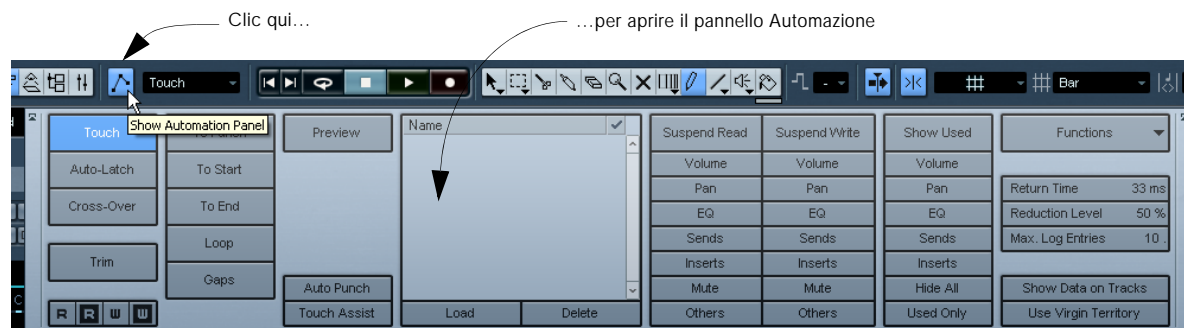 Clic qui…
…per aprire il pannello Automazione
Touch
- -
Bar
Show Automation Panel
Touch
Preview
Name
Suspend Read
Suspend Write
Show Used
Functions
Auto-Latch
To Start
Volume
Volume
Volume
Pan
Pan
Pan
Return Time 33 ms
Cross-Over
To End
EQ
EQ
EQ
Reduction Level 50 %
Loop
Sends
Sends
Sends
Max. Log Entries 10 .
Trim
Inserts
Inserts
Inserts
Gaps
Auto Punch
Mute
Mute
Hide All
Show Data on Tracks
R R W W
Touch Assist
Load
Delete
Others
Others
Used Only
Use Virgin Territory